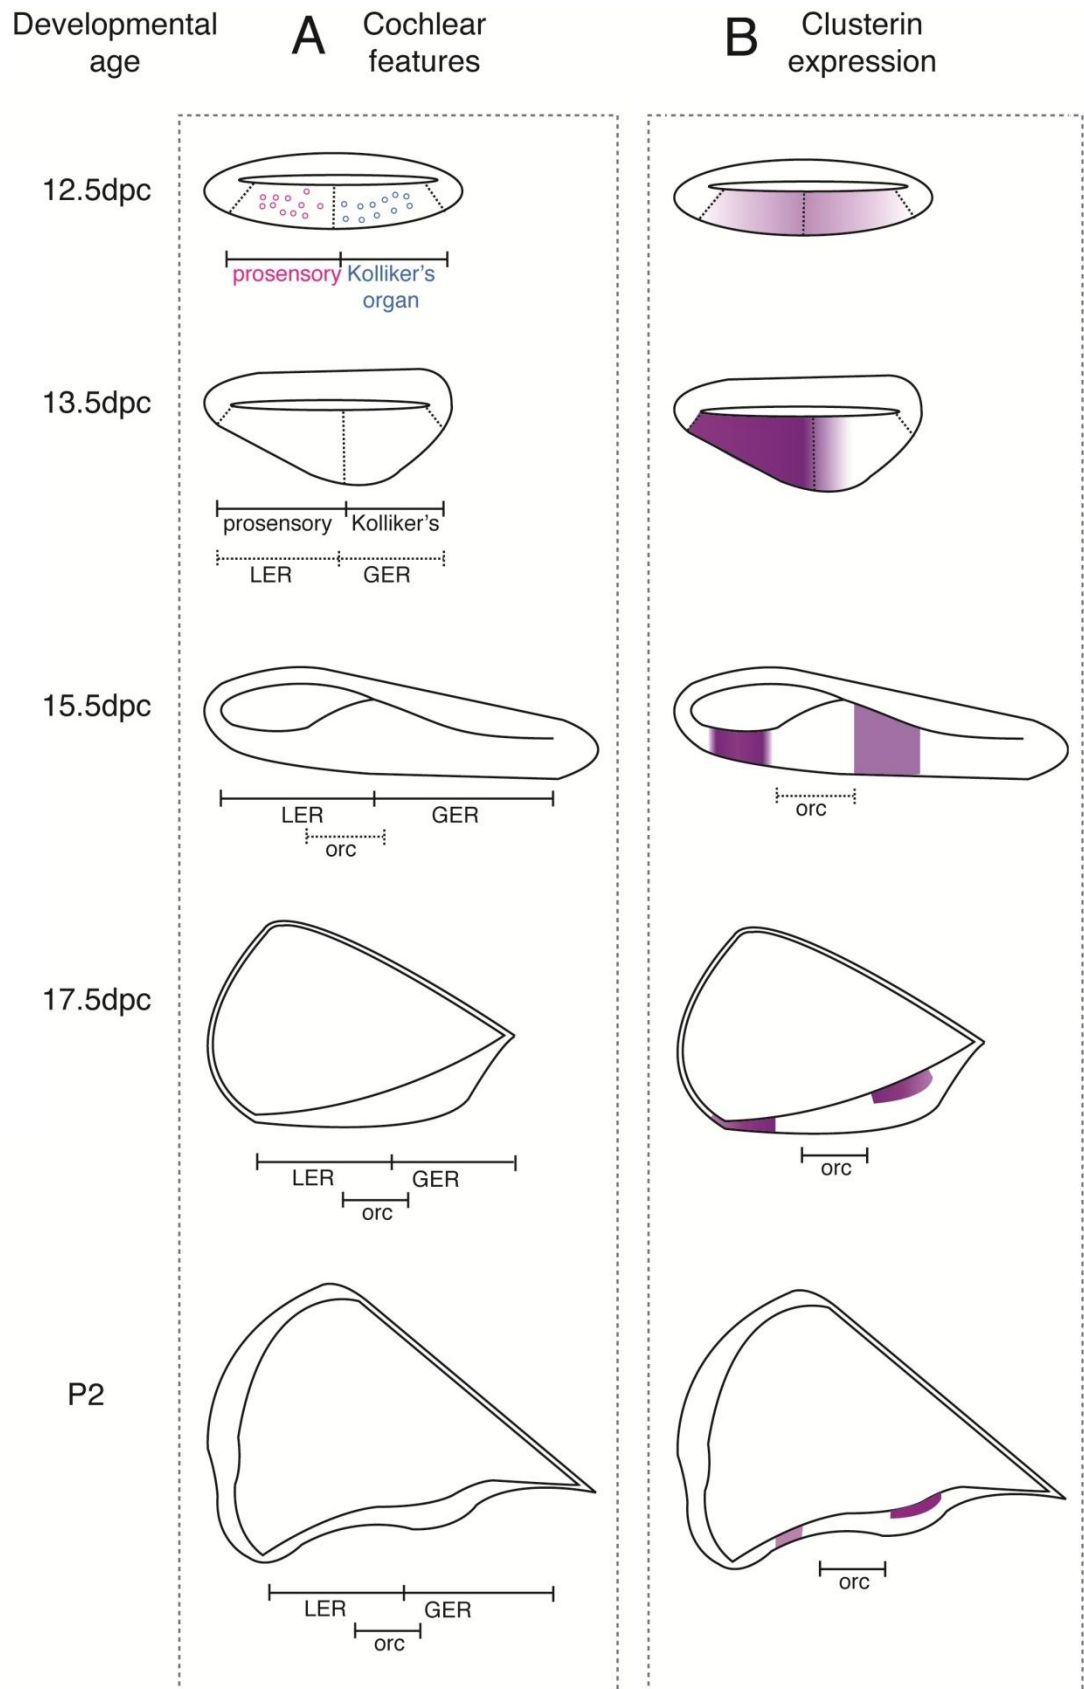 Developmental
age
A
Cochlear
features
B
Clusterin
expression
12.5dpc
prosensory
Kolliker's
organ
13.5dpc
prosensory
Kolliker's
LER
GER
15.5dpc
LER
GER
orc
orc
17.5dpc
LER
GER
orc
orc
P2
LER
GER
orc
orc